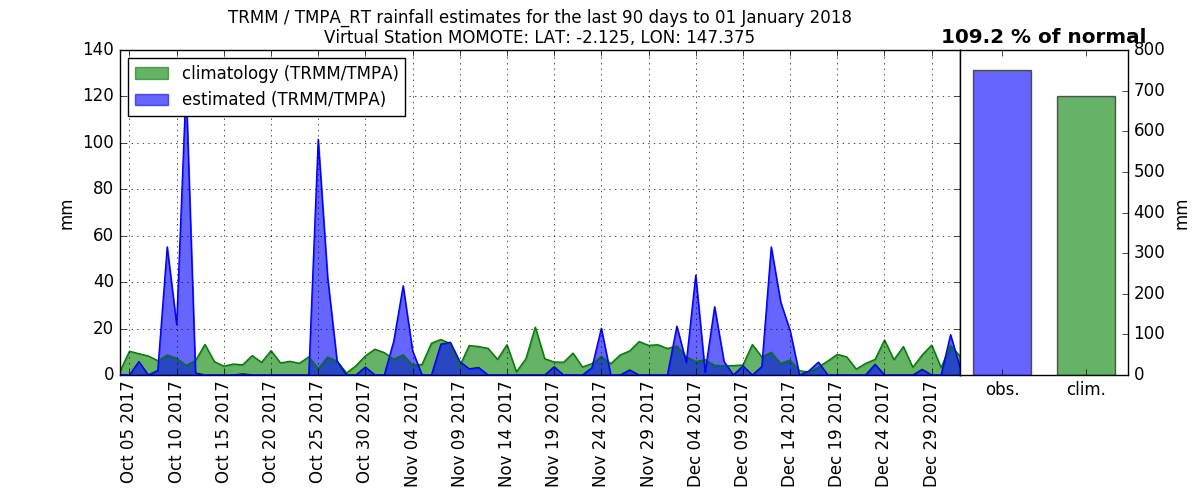 TRMM / TMPA_RT rainfall estimates for the last 90 days to 01 January 2018
Virtual Station MOMOTE: LAT: -2.125, LON: 147.375
109.2 % of normal
climatology (TRMM/TMPA)
estimated (TRMM/TMPA)
140
120
100
80
60
40
20
0
mm
Oct 05 2017
Oct 10 2017
Oct 15 2017
Oct 20 2017
Oct 25 2017
Oct 30 2017
Nov 04 2017
Nov 09 2017
Nov 14 2017
Nov 19 2017
Nov 24 2017
Nov 29 2017
Dec 04 2017
Dec 09 2017
Dec 14 2017
Dec 19 2017
Dec 24 2017
Dec 29 2017
obs.
clim.
800
700
600
500
400
300
200
100
0
mm